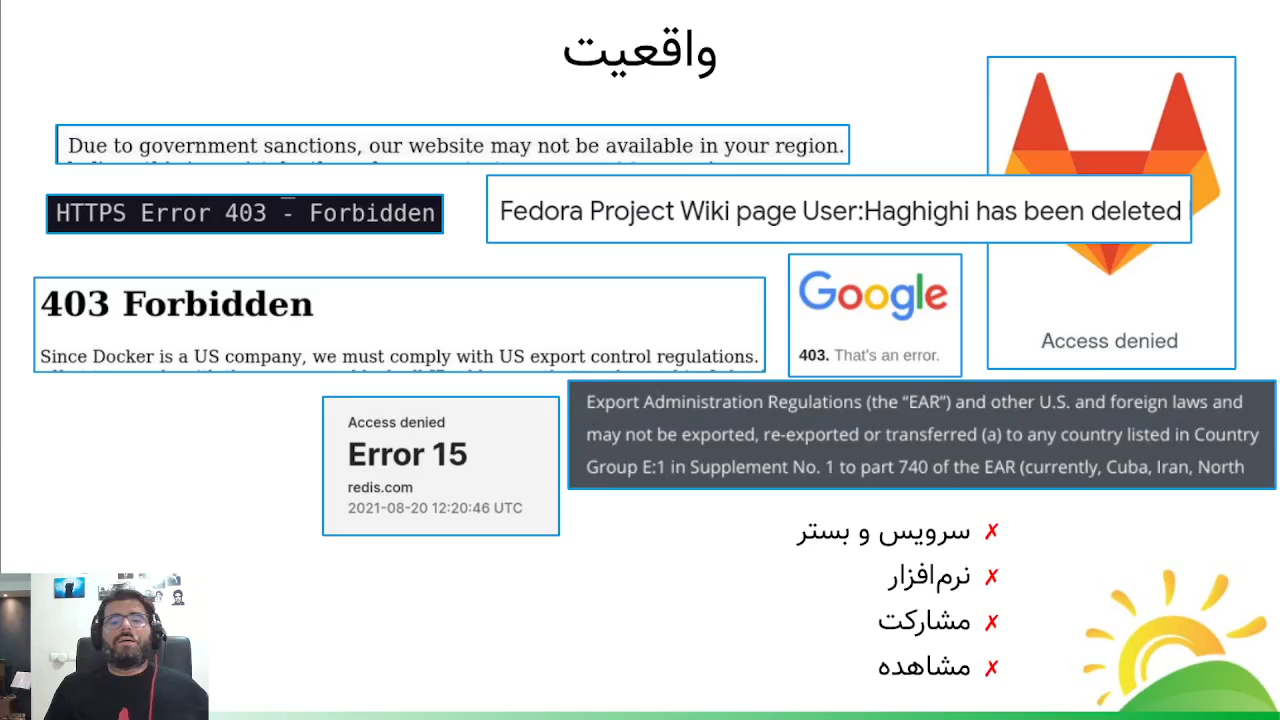 واقعیت
Due to government sanctions, our website may not be available in your region.
HTTPS Error 403 - Forbidden
Fedora Project Wiki page User:Haghighi has been deleted
403 Forbidden
Since Docker is a US company, we must comply with US export control regulations.
Google
403. That's an error.
Access denied
Access denied
Error 15
redis.com
2021-08-20 12:20:46 UTC
Export Administration Regulations (the “EAR”) and other U.S. and foreign laws and
may not be exported, re-exported or transferred (a) to any country listed in Country
Group E:1 in Supplement No. 1 to part 740 of the EAR (currently, Cuba, Iran, North
✗ سرویس و بستر
✗ نرم‌افزار
✗ مشارکت
✗ مشاهده